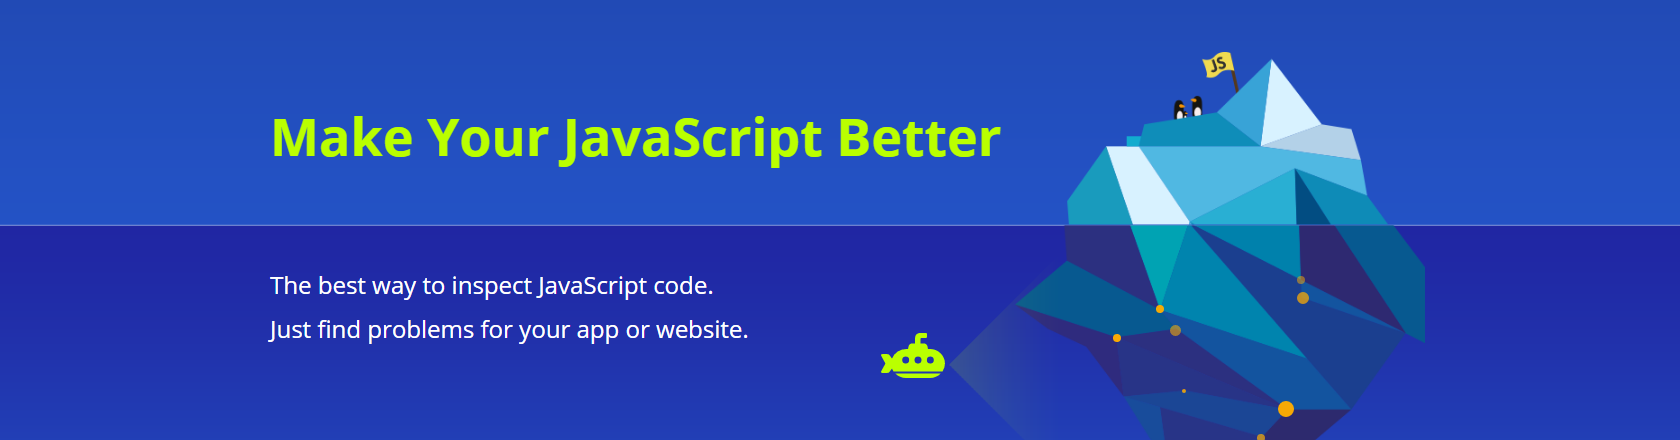 JS
Make Your JavaScript Better
The best way to inspect JavaScript code.
Just find problems for your app or website.